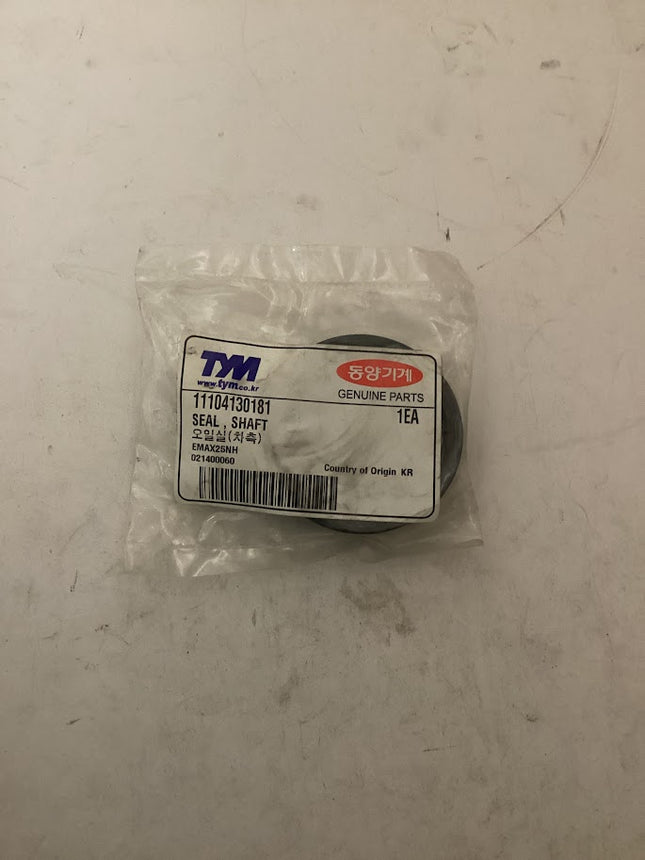 TYM
www.tym.co.kr
동양기계
GENUINE PARTS
11104130181 1EA
SEAL , SHAFT
오일실(차축)
EMAX25NH
021400060
Country of Origin KR